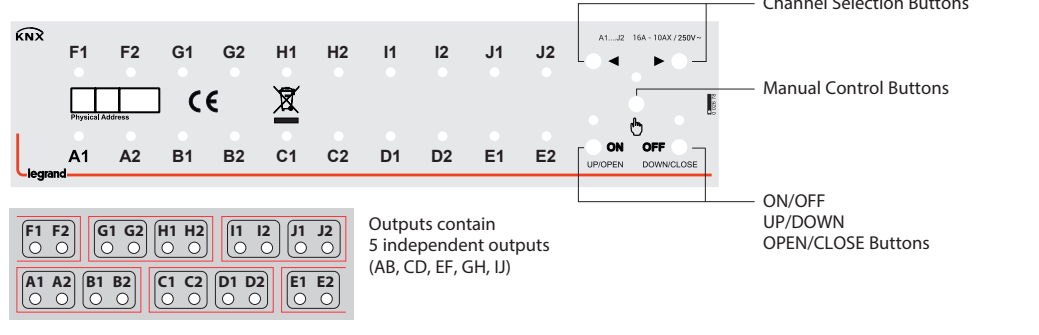 Channel Selection Buttons
KNX
A1....J2 16A - 10AX / 250V~
F1 F2 G1 G2 H1 H2 I1 I2 J1 J2
Manual Control Buttons
CE
Physical Address
ON OFF
A1 A2 B1 B2 C1 C2 D1 D2 E1 E2
UP/OPEN DOWN/CLOSE
legrand
ON/OFF
UP/DOWN
OPEN/CLOSE Buttons
F1 F2 G1 G2 H1 H2 I1 I2 J1 J2
A1 A2 B1 B2 C1 C2 D1 D2 E1 E2
Outputs contain
5 independent outputs
(AB, CD, EF, GH, IJ)